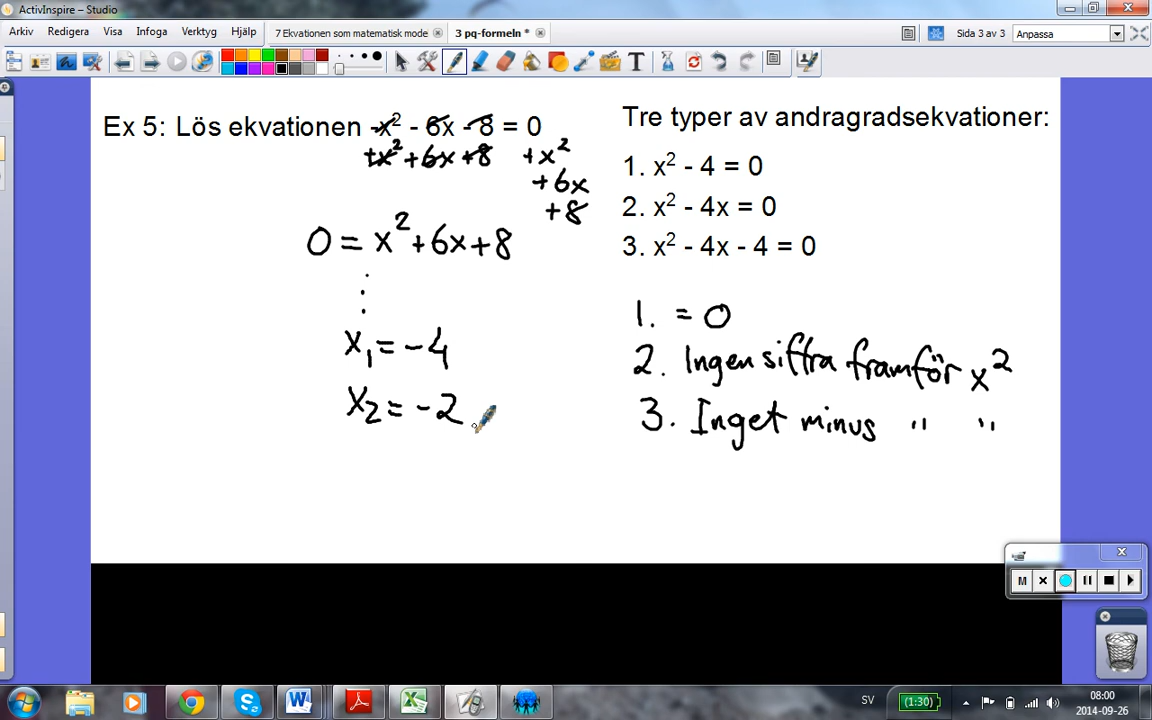 ActivInspire – Studio
Arkiv Redigera Visa Infoga Verktyg Hjälp
7 Ekvationen som matematisk mode
3 pq-formeln *
Sida 3 av 3
Anpassa
Ex 5: Lös ekvationen -x² - 6x - 8 = 0
+x² +6x +8 +x²
+6x
+8
0 = x² + 6x + 8
⋮
x₁ = -4
x₂ = -2
Tre typer av andragradsekvationer:
1. x² - 4 = 0
2. x² - 4x = 0
3. x² - 4x - 4 = 0
1. = 0
2. Ingen siffra framför x²
3. Inget minus " "
M
SV
(1:30)
08:00
2014-09-26